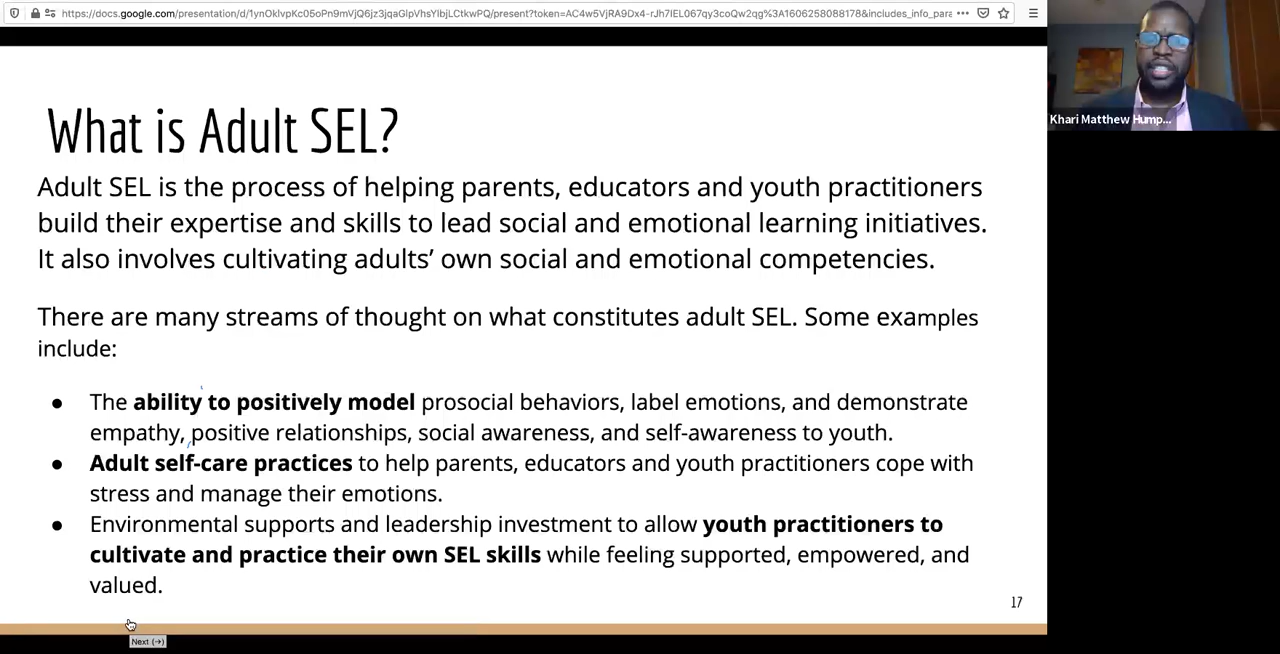 https://docs.google.com/presentation/d/1ynOklvpKc05oPn9mVjQ6jz3jqaGlpVhsYlbjLCtkwPQ/present?token=AC4w5VjRA9Dx4-rJh7IEL067qy3coQw2qg%3A1606258088178&includes_info_para
What is Adult SEL?
Khari Matthew Hump...
Adult SEL is the process of helping parents, educators and youth practitioners
build their expertise and skills to lead social and emotional learning initiatives.
It also involves cultivating adults’ own social and emotional competencies.
There are many streams of thought on what constitutes adult SEL. Some examples
include:
● The ability to positively model prosocial behaviors, label emotions, and demonstrate
empathy, positive relationships, social awareness, and self-awareness to youth.
● Adult self-care practices to help parents, educators and youth practitioners cope with
stress and manage their emotions.
● Environmental supports and leadership investment to allow youth practitioners to
cultivate and practice their own SEL skills while feeling supported, empowered, and
valued.
17
Next (→)